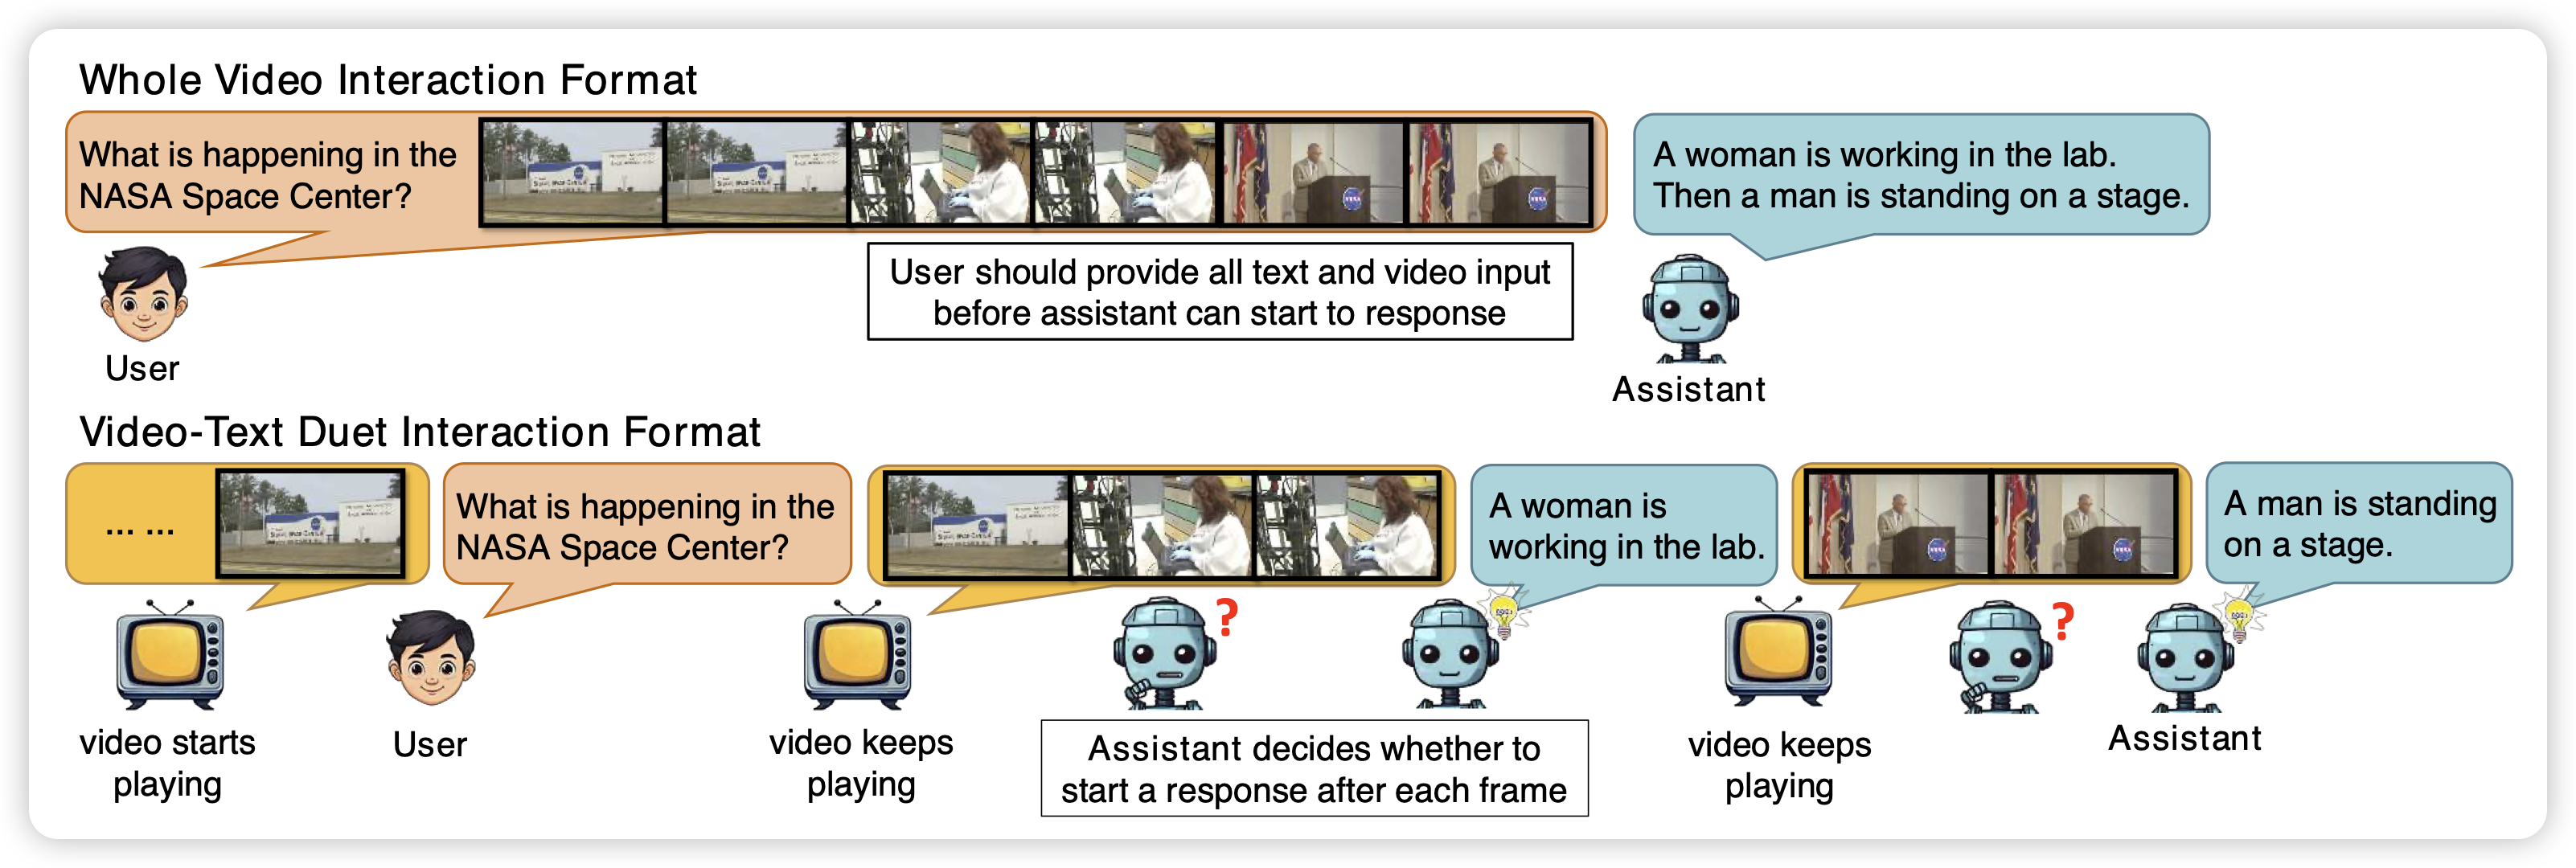 Whole Video Interaction Format
What is happening in the
NASA Space Center?
A woman is working in the lab.
Then a man is standing on a stage.
User should provide all text and video input
before assistant can start to response
User
Assistant
Video-Text Duet Interaction Format
... ...
What is happening in the
NASA Space Center?
A woman is
working in the lab.
A man is standing
on a stage.
?
?
video starts
playing
User
video keeps
playing
Assistant decides whether to
start a response after each frame
video keeps
playing
Assistant